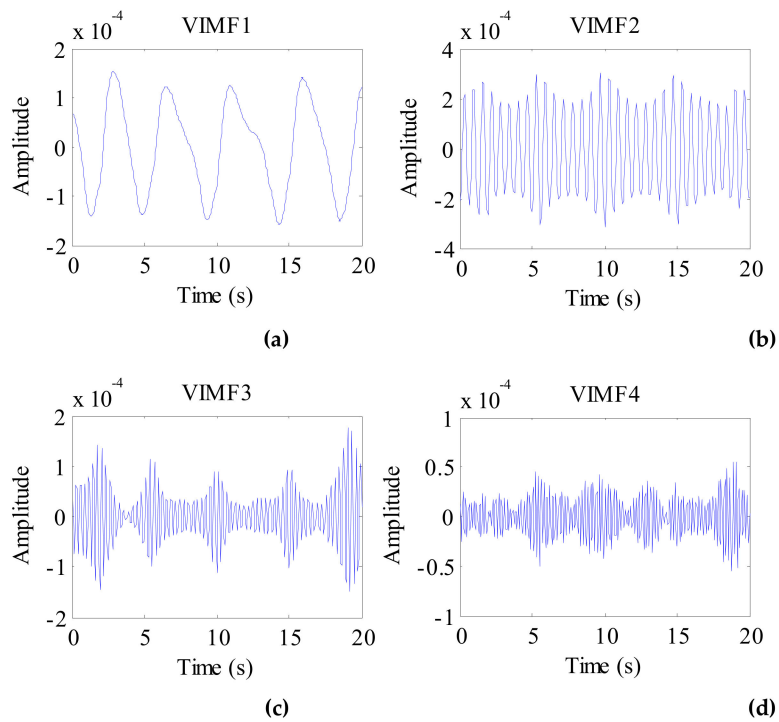 x 10-4
VIMF1
2
1
0
-1
-2
Amplitude
0 5 10 15 20
Time (s)
(a)
x 10-4
VIMF2
4
2
0
-2
-4
Amplitude
0 5 10 15 20
Time (s)
(b)
x 10-4
VIMF3
2
1
0
-1
-2
Amplitude
0 5 10 15 20
Time (s)
(c)
x 10-4
VIMF4
1
0.5
0
-0.5
-1
Amplitude
0 5 10 15 20
Time (s)
(d)